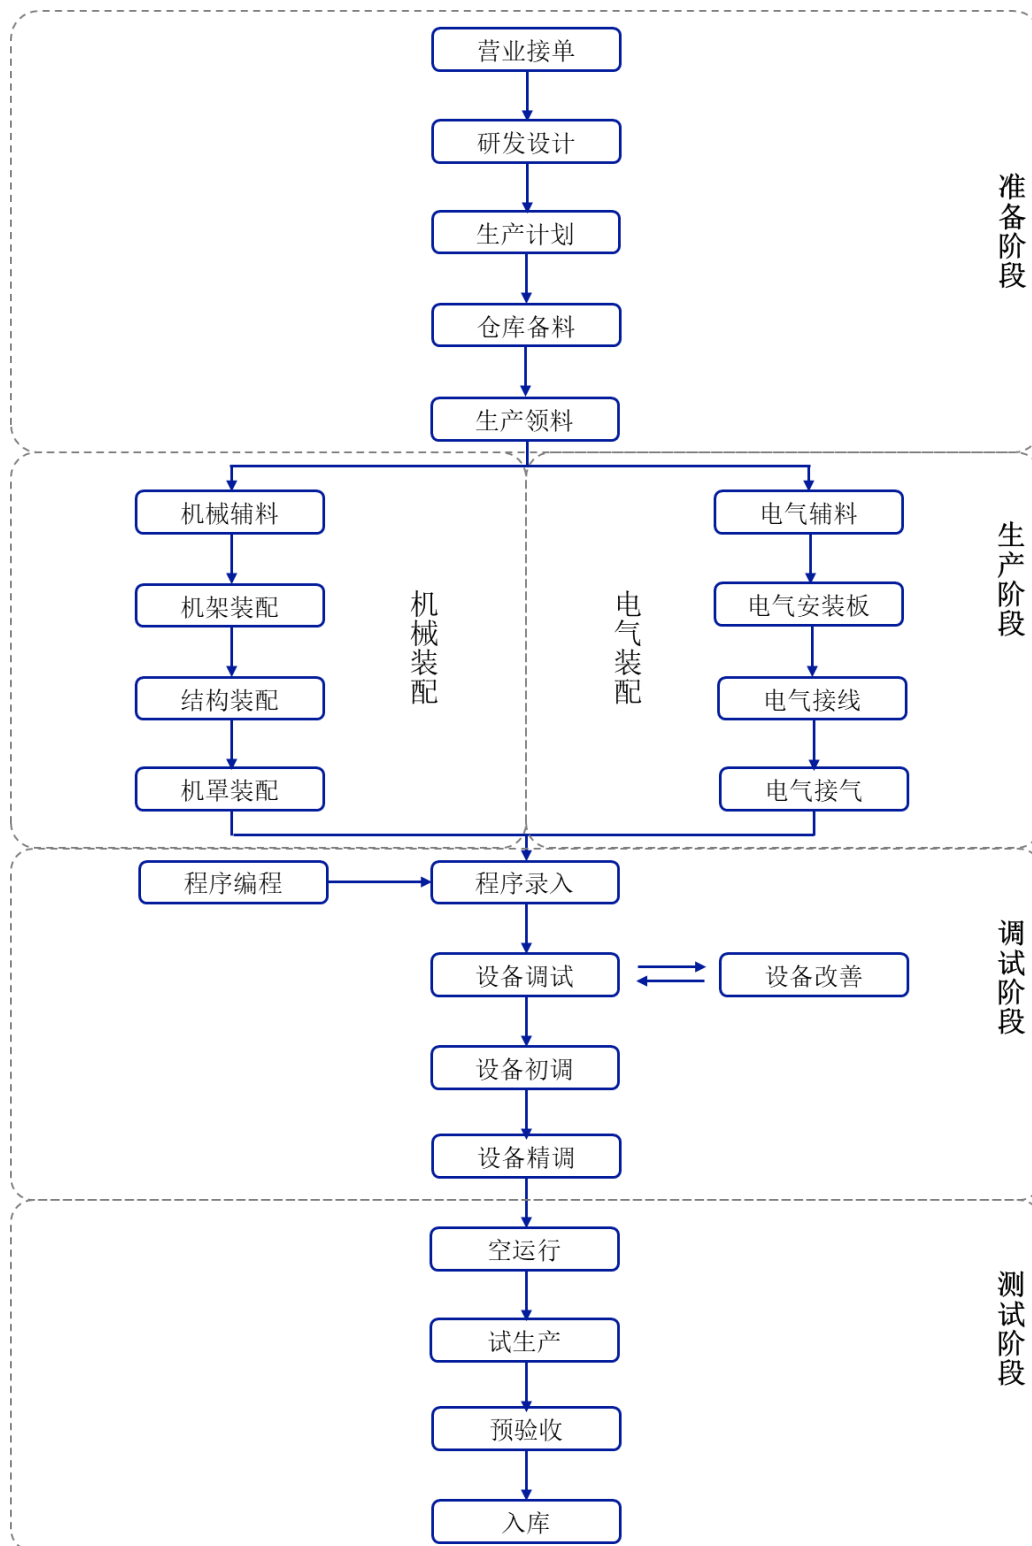 营业接单
研发设计
生产计划
仓库备料
生产领料
准备阶段
机械辅料
机架装配
结构装配
机罩装配
机械装配
电气装配
电气辅料
电气安装板
电气接线
电气接气
生产阶段
程序编程
程序录入
设备调试
设备改善
设备初调
设备精调
调试阶段
空运行
试生产
预验收
入库
测试阶段